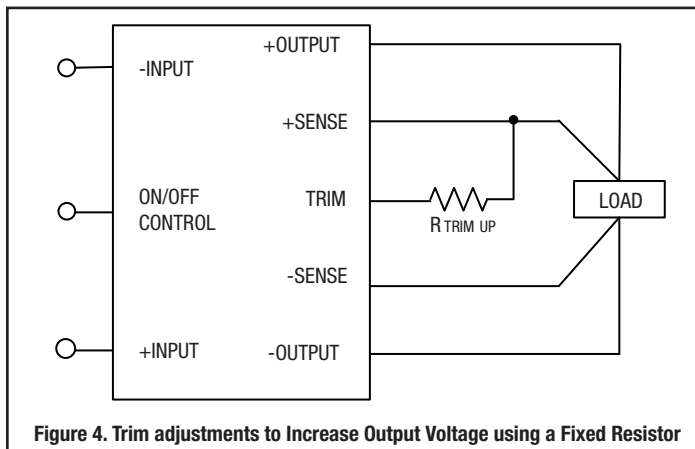 +OUTPUT
-INPUT
+SENSE
ON/OFF
CONTROL
TRIM
R TRIM UP
LOAD
-SENSE
+INPUT
-OUTPUT
Figure 4. Trim adjustments to Increase Output Voltage using a Fixed Resistor